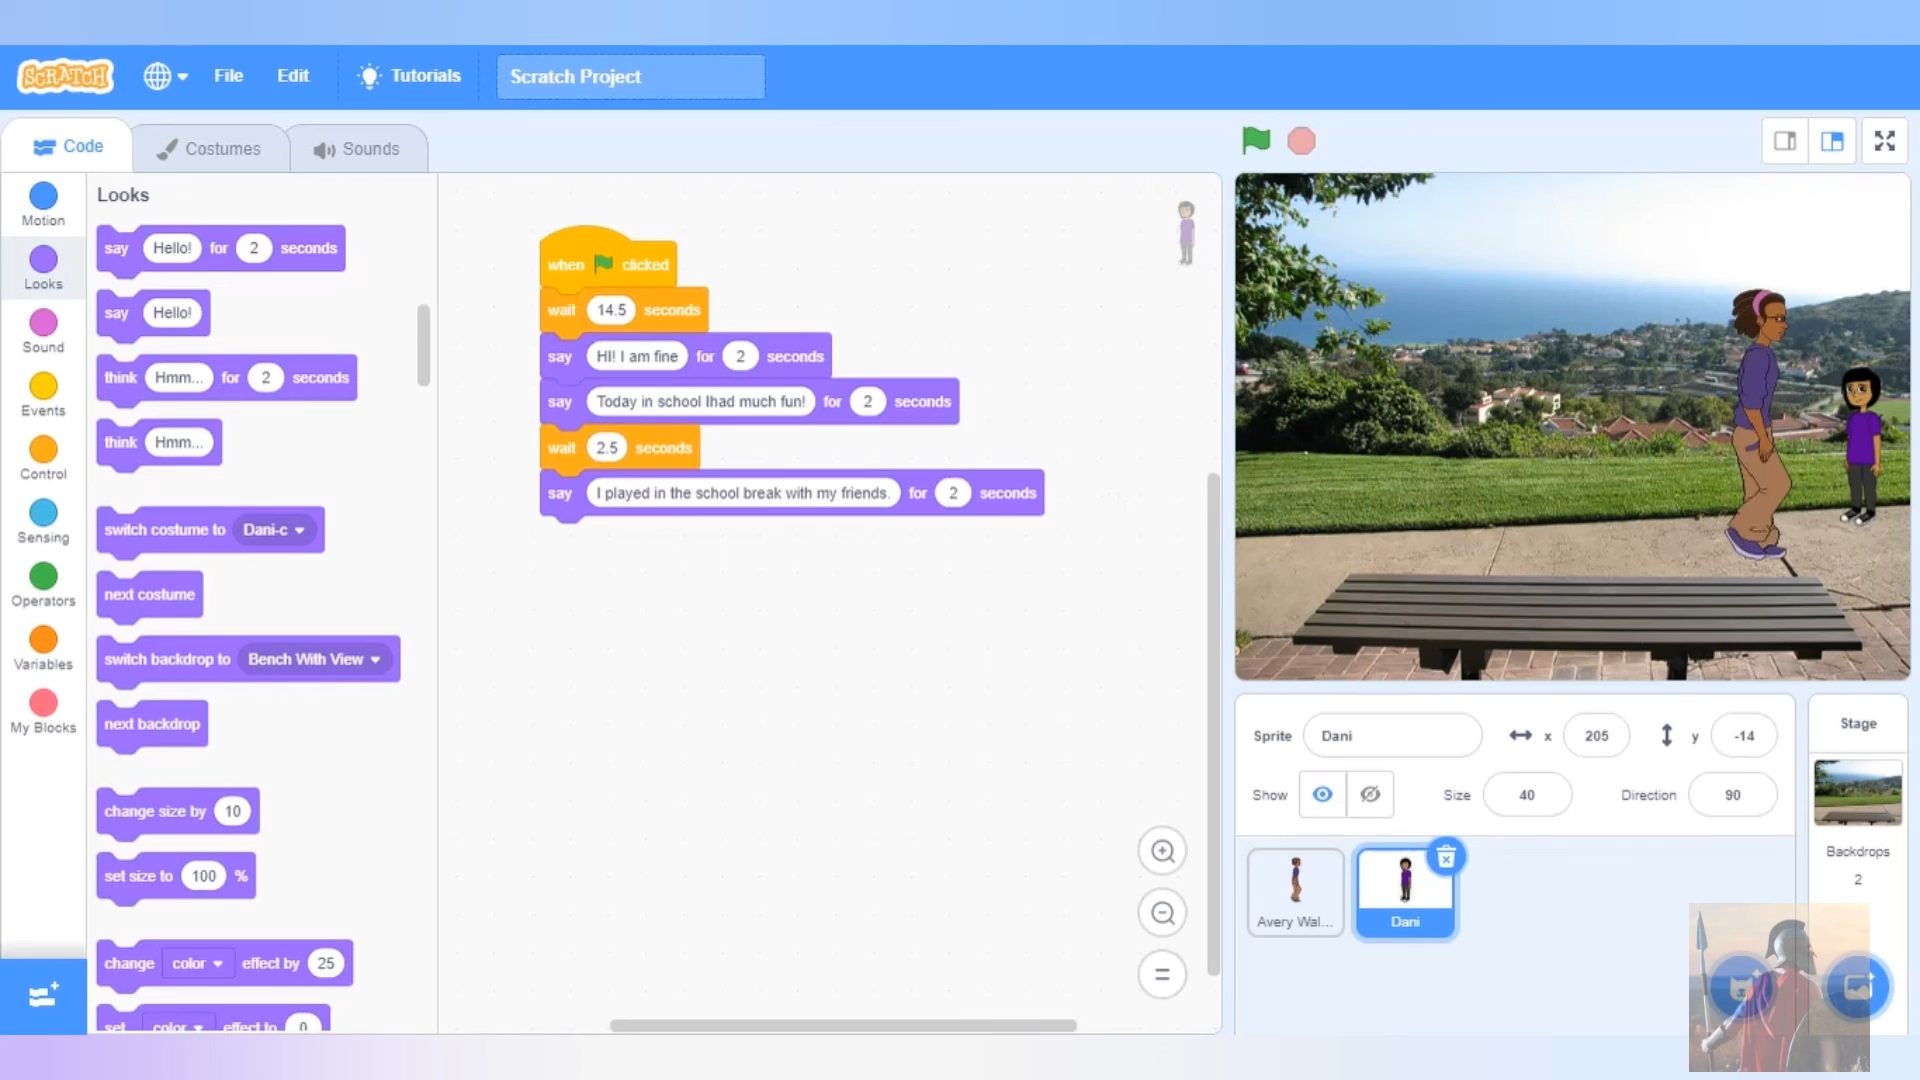 SCRATCH File Edit Tutorials Scratch Project
Code Costumes Sounds
Motion
Looks
Sound
Events
Control
Sensing
Operators
Variables
My Blocks
Looks
say Hello! for 2 seconds
say Hello!
think Hmm... for 2 seconds
think Hmm...
switch costume to Dani-c
next costume
switch backdrop to Bench With View
next backdrop
change size by 10
set size to 100 %
change color effect by 25
set color effect to 0
when clicked
wait 14.5 seconds
say HI! I am fine for 2 seconds
say Today in school Ihad much fun! for 2 seconds
wait 2.5 seconds
say I played in the school break with my friends. for 2 seconds
Sprite Dani x 205 y -14
Show Size 40 Direction 90
Avery Wal... Dani
Stage
Backdrops
2